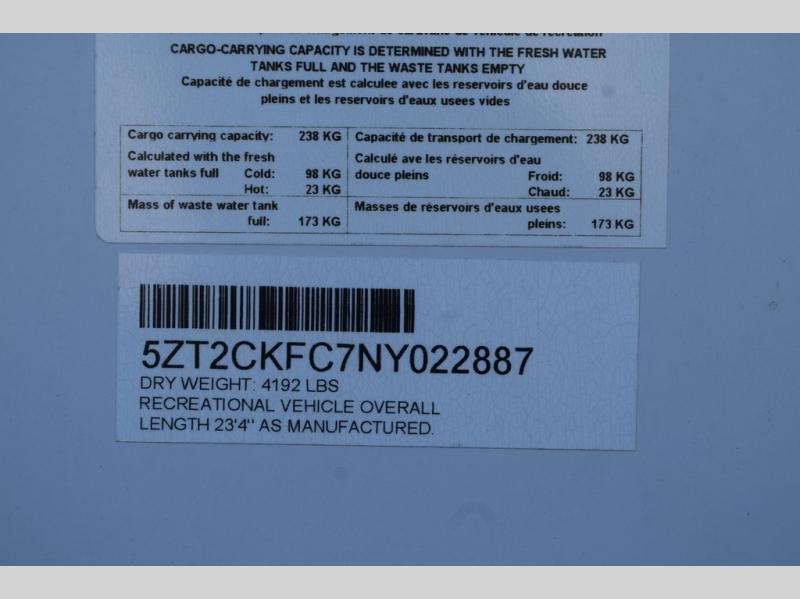 de vehicule de recreation
CARGO-CARRYING CAPACITY IS DETERMINED WITH THE FRESH WATER
TANKS FULL AND THE WASTE TANKS EMPTY
Capacité de chargement est calculee avec les reservoirs d'eau douce
pleins et les reservoirs d'eaux usees vides
Cargo carrying capacity: 238 KG
Calculated with the fresh
water tanks full Cold: 98 KG
Hot: 23 KG
Mass of waste water tank
full: 173 KG
Capacité de transport de chargement: 238 KG
Calculé ave les réservoirs d'eau
douce pleins Froid: 98 KG
Chaud: 23 KG
Masses de réservoirs d'eaux usees
pleins: 173 KG
5ZT2CKFC7NY022887
DRY WEIGHT: 4192 LBS
RECREATIONAL VEHICLE OVERALL
LENGTH 23'4" AS MANUFACTURED.